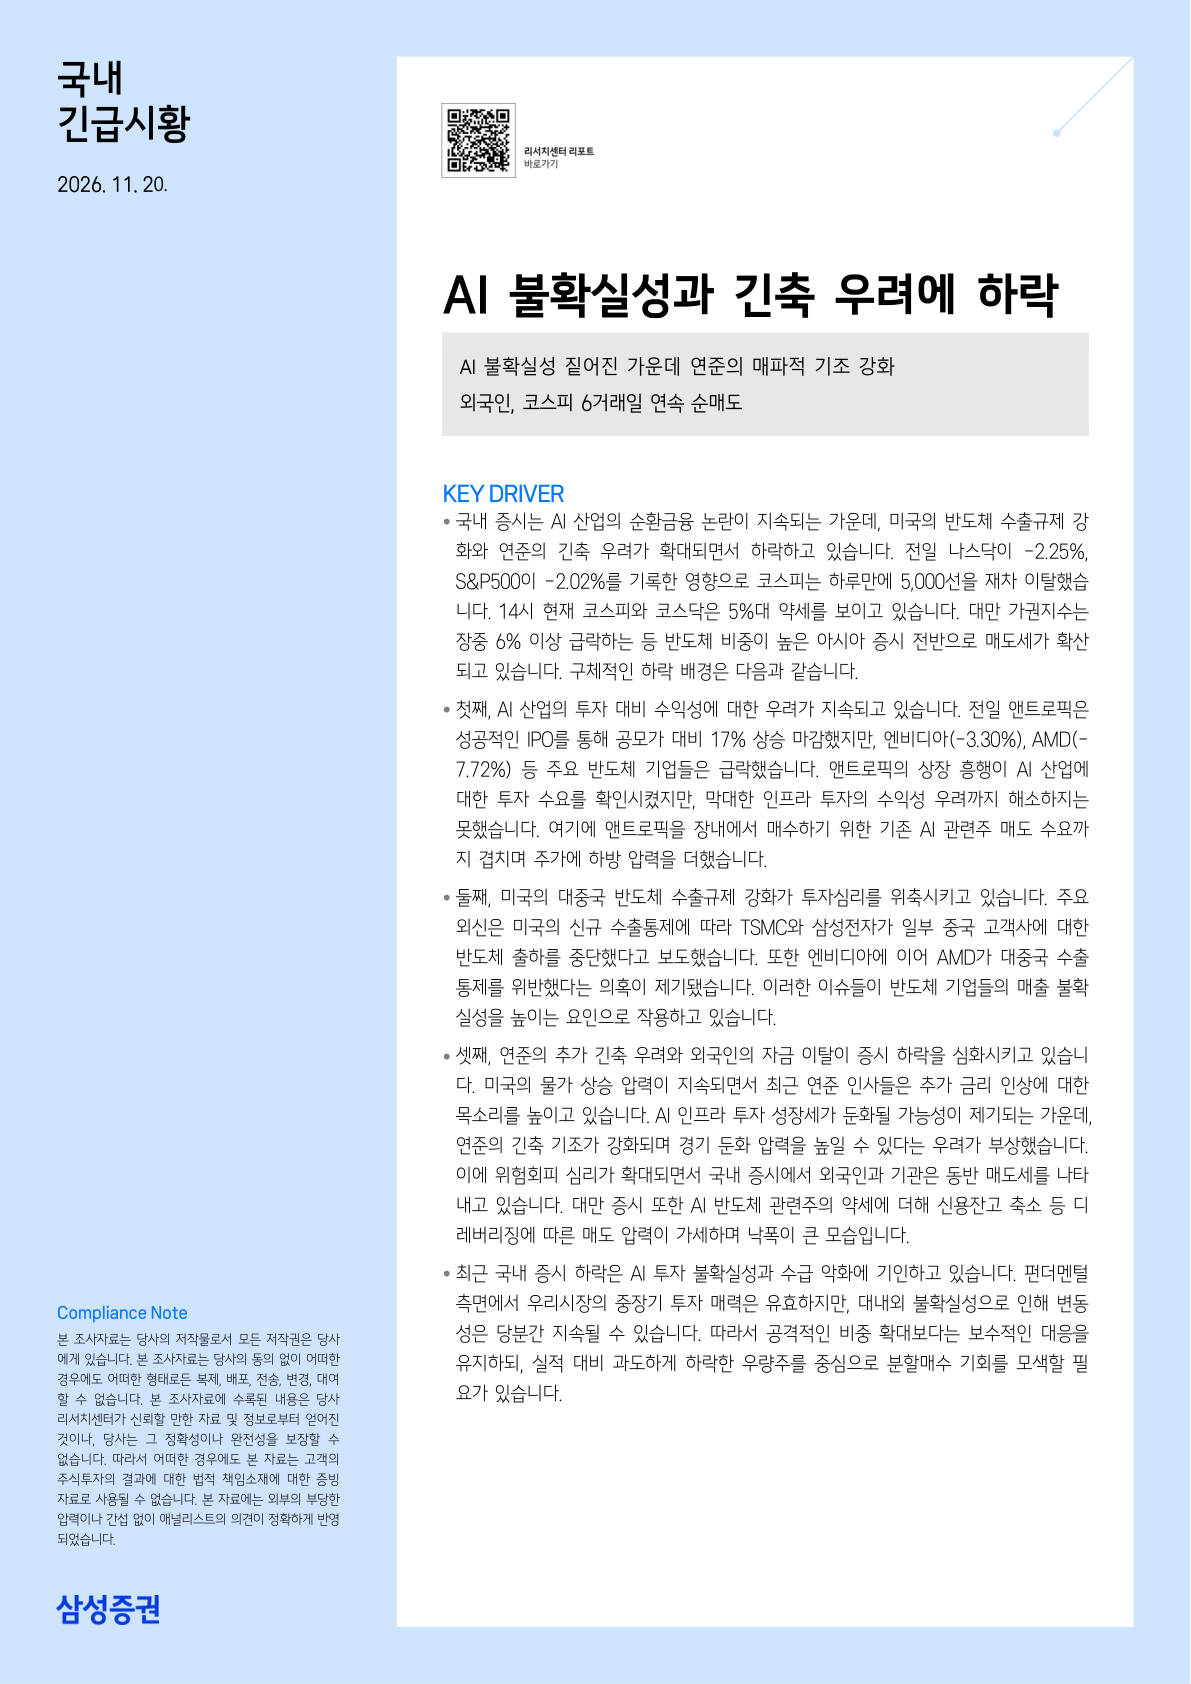 국내
긴급시황
2026. 11. 20.
리서치센터 리포트
바로가기
AI 불확실성과 긴축 우려에 하락
AI 불확실성 짙어진 가운데 연준의 매파적 기조 강화
외국인, 코스피 6거래일 연속 순매도
KEY DRIVER
• 국내 증시는 AI 산업의 순환금융 논란이 지속되는 가운데, 미국의 반도체 수출규제 강
화와 연준의 긴축 우려가 확대되면서 하락하고 있습니다. 전일 나스닥이 -2.25%,
S&P500이 -2.02%를 기록한 영향으로 코스피는 하루만에 5,000선을 재차 이탈했습
니다. 14시 현재 코스피와 코스닥은 5%대 약세를 보이고 있습니다. 대만 가권지수는
장중 6% 이상 급락하는 등 반도체 비중이 높은 아시아 증시 전반으로 매도세가 확산
되고 있습니다. 구체적인 하락 배경은 다음과 같습니다.
• 첫째, AI 산업의 투자 대비 수익성에 대한 우려가 지속되고 있습니다. 전일 앤트로픽은
성공적인 IPO를 통해 공모가 대비 17% 상승 마감했지만, 엔비디아(-3.30%), AMD(-
7.72%) 등 주요 반도체 기업들은 급락했습니다. 앤트로픽의 상장 흥행이 AI 산업에
대한 투자 수요를 확인시켰지만, 막대한 인프라 투자의 수익성 우려까지 해소하지는
못했습니다. 여기에 앤트로픽을 장내에서 매수하기 위한 기존 AI 관련주 매도 수요까
지 겹치며 주가에 하방 압력을 더했습니다.
• 둘째, 미국의 대중국 반도체 수출규제 강화가 투자심리를 위축시키고 있습니다. 주요
외신은 미국의 신규 수출통제에 따라 TSMC와 삼성전자가 일부 중국 고객사에 대한
반도체 출하를 중단했다고 보도했습니다. 또한 엔비디아에 이어 AMD가 대중국 수출
통제를 위반했다는 의혹이 제기됐습니다. 이러한 이슈들이 반도체 기업들의 매출 불확
실성을 높이는 요인으로 작용하고 있습니다.
• 셋째, 연준의 추가 긴축 우려와 외국인의 자금 이탈이 증시 하락을 심화시키고 있습니
다. 미국의 물가 상승 압력이 지속되면서 최근 연준 인사들은 추가 금리 인상에 대한
목소리를 높이고 있습니다. AI 인프라 투자 성장세가 둔화될 가능성이 제기되는 가운데,
연준의 긴축 기조가 강화되며 경기 둔화 압력을 높일 수 있다는 우려가 부상했습니다.
이에 위험회피 심리가 확대되면서 국내 증시에서 외국인과 기관은 동반 매도세를 나타
내고 있습니다. 대만 증시 또한 AI 반도체 관련주의 약세에 더해 신용잔고 축소 등 디
레버리징에 따른 매도 압력이 가세하며 낙폭이 큰 모습입니다.
• 최근 국내 증시 하락은 AI 투자 불확실성과 수급 악화에 기인하고 있습니다. 펀더멘털
측면에서 우리시장의 중장기 투자 매력은 유효하지만, 대내외 불확실성으로 인해 변동
성은 당분간 지속될 수 있습니다. 따라서 공격적인 비중 확대보다는 보수적인 대응을
유지하되, 실적 대비 과도하게 하락한 우량주를 중심으로 분할매수 기회를 모색할 필
요가 있습니다.
Compliance Note
본 조사자료는 당사의 저작물로서 모든 저작권은 당사
에게 있습니다. 본 조사자료는 당사의 동의 없이 어떠한
경우에도 어떠한 형태로든 복제, 배포, 전송, 변경, 대여
할 수 없습니다. 본 조사자료에 수록된 내용은 당사
리서치센터가 신뢰할 만한 자료 및 정보로부터 얻어진
것이나, 당사는 그 정확성이나 완전성을 보장할 수
없습니다. 따라서 어떠한 경우에도 본 자료는 고객의
주식투자의 결과에 대한 법적 책임소재에 대한 증빙
자료로 사용될 수 없습니다. 본 자료에는 외부의 부당한
압력이나 간섭 없이 애널리스트의 의견이 정확하게 반영
되었습니다.
삼성증권